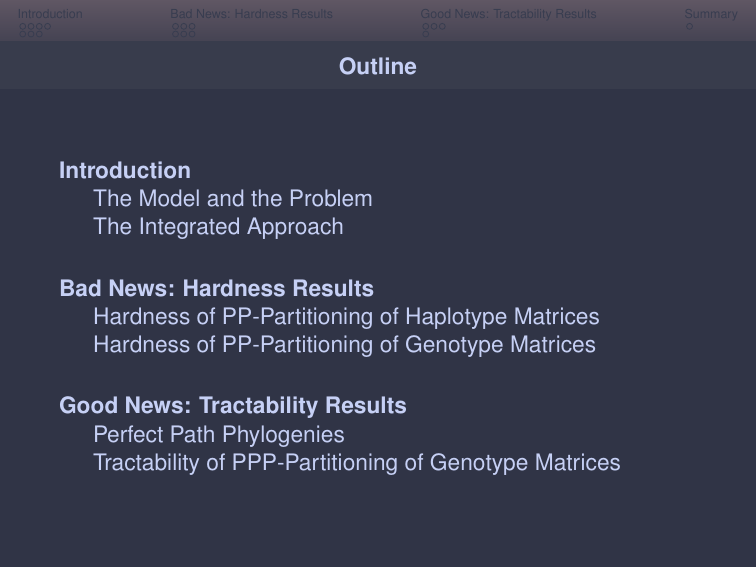 Introduction
Bad News: Hardness Results
Good News: Tractability Results
Summary
Outline
Introduction
The Model and the Problem
The Integrated Approach
Bad News: Hardness Results
Hardness of PP-Partitioning of Haplotype Matrices
Hardness of PP-Partitioning of Genotype Matrices
Good News: Tractability Results
Perfect Path Phylogenies
Tractability of PPP-Partitioning of Genotype Matrices